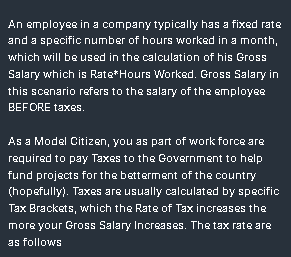 An employee in a company typically has a fixed rate
and a specific number of hours worked in a month,
which will be used in the calculation of his Gross
Salary which is Rate*Hours Worked. Gross Salary in
this scenario refers to the salary of the employee
BEFORE taxes.
As a Model Citizen, you as part of work force are
required to pay Taxes to the Government to help
fund projects for the betterment of the country
(hopefully). Taxes are usually calculated by specific
Tax Brackets, which the Rate of Tax increases the
more your Gross Salary Increases. The tax rate are
as follows